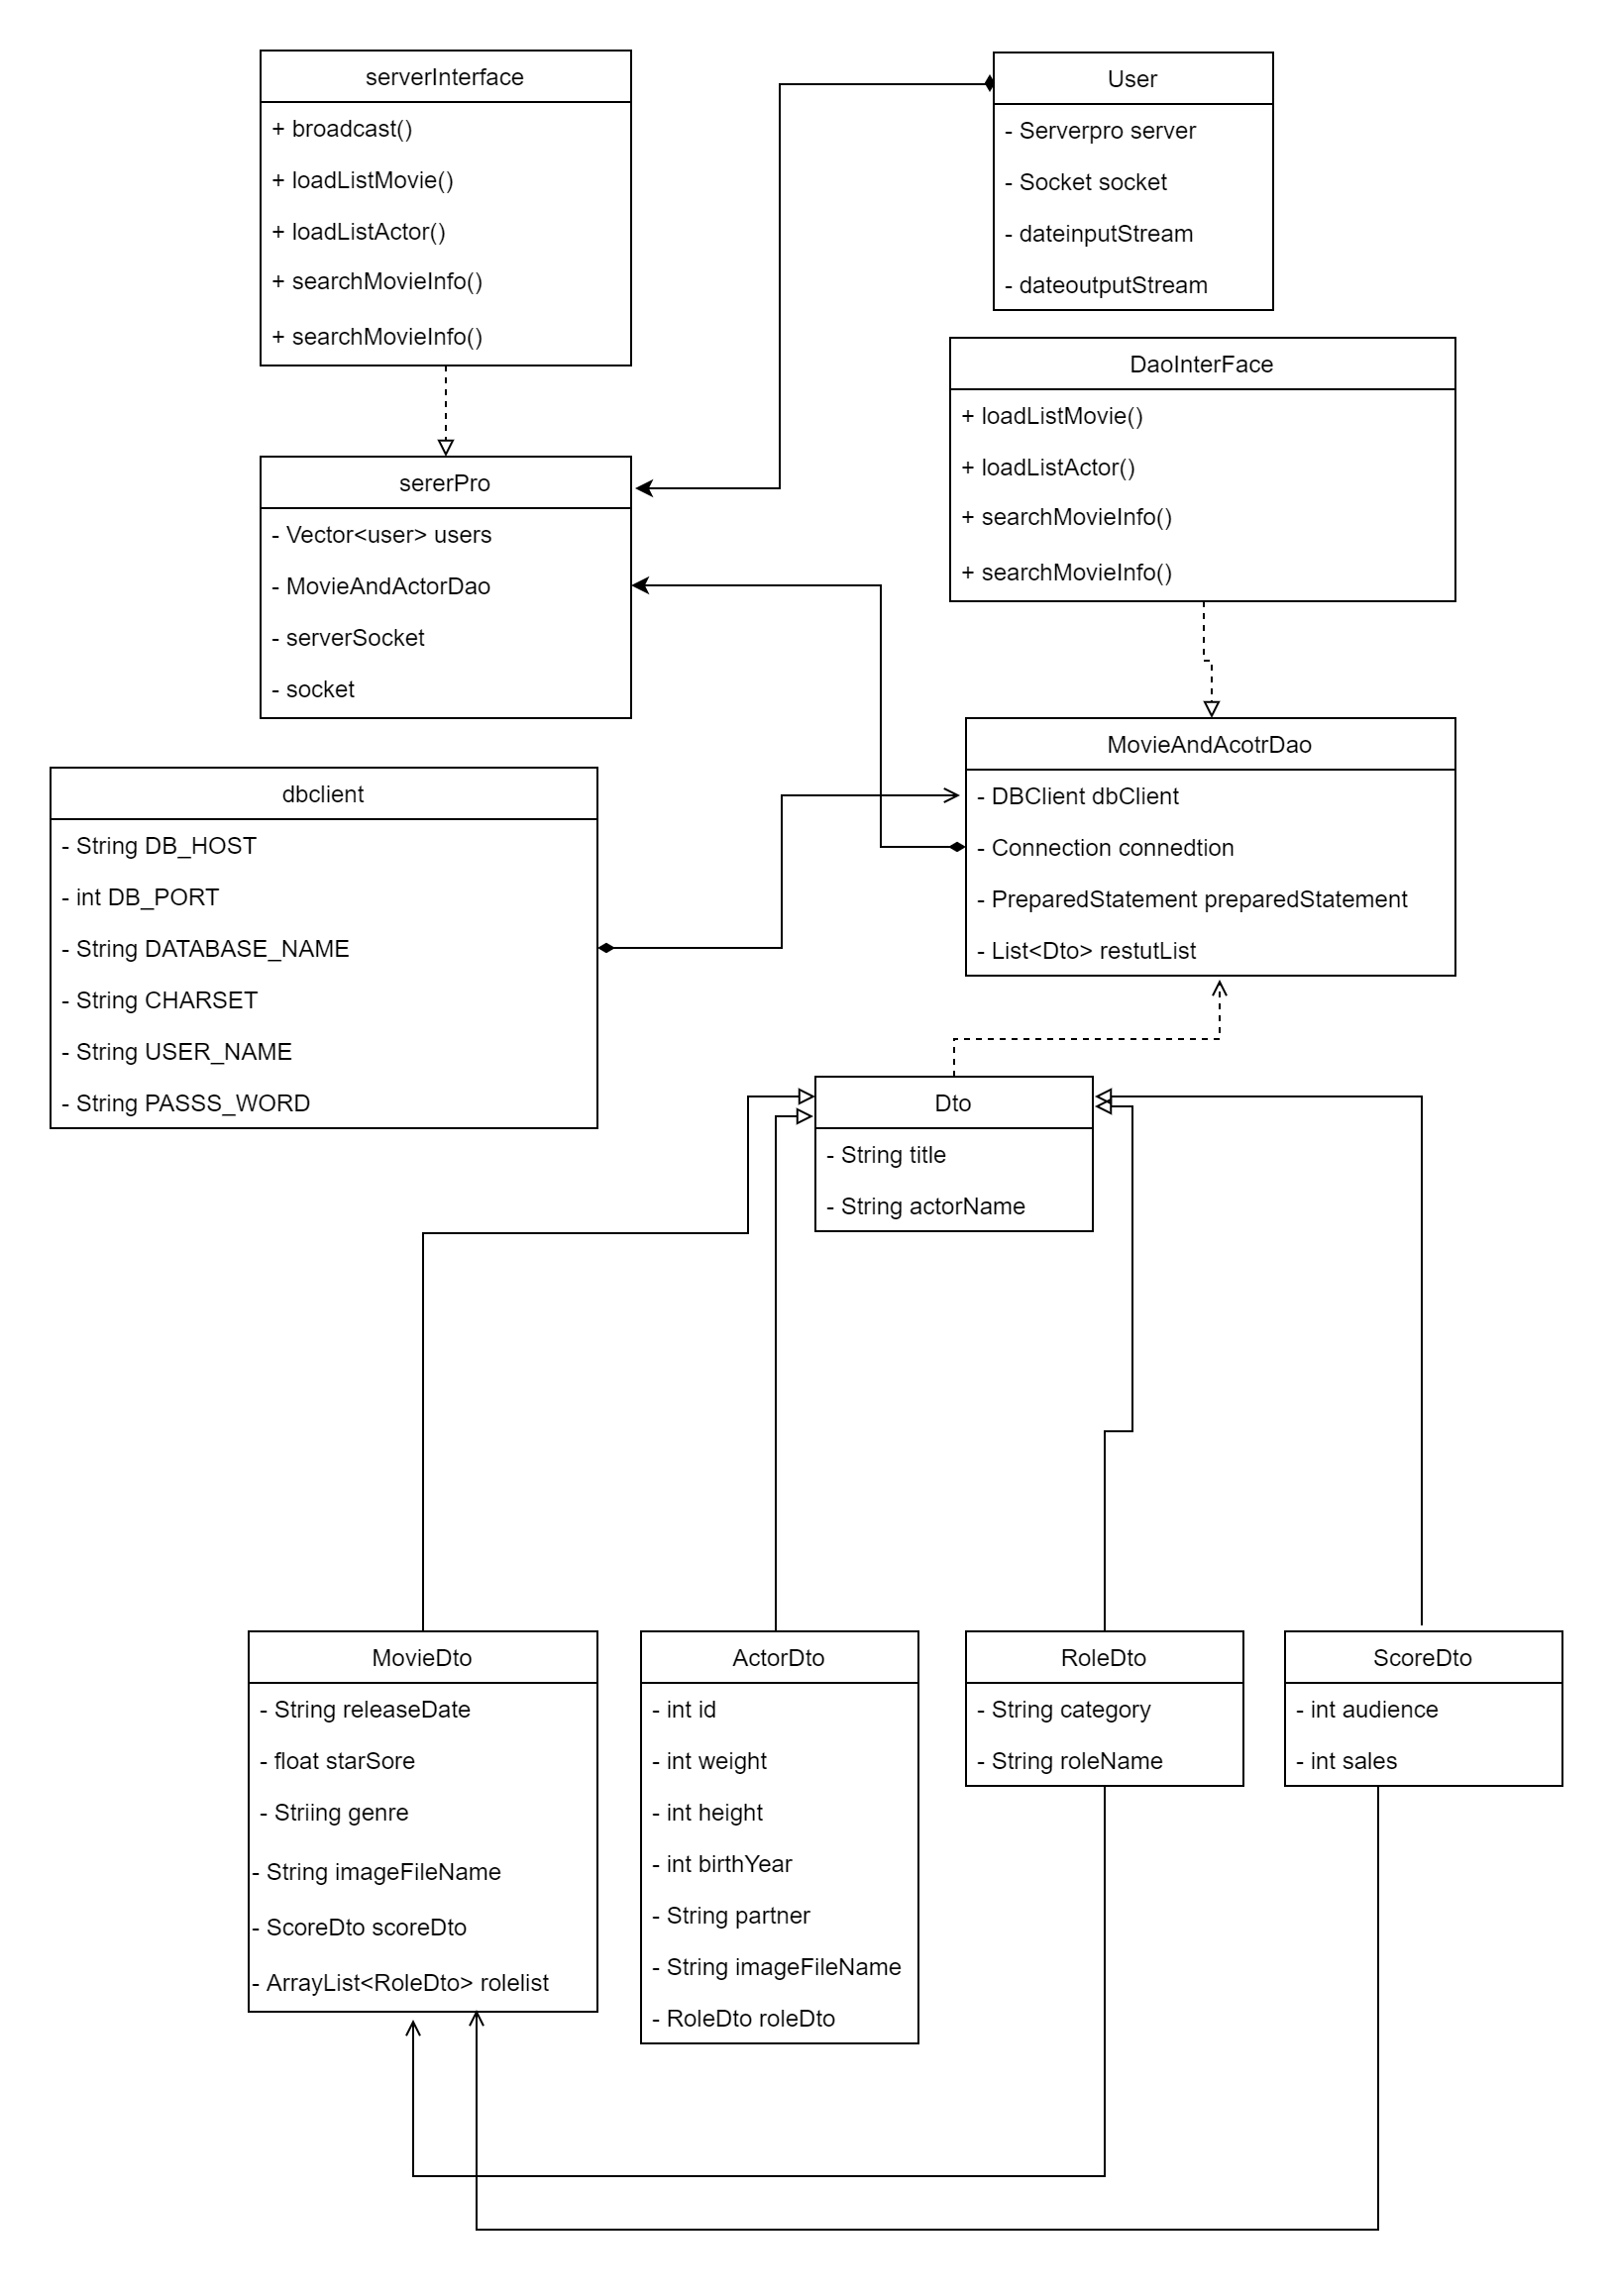 serverInterface
+ broadcast()
+ loadListMovie()
+ loadListActor()
+ searchMovieInfo()
+ searchMovieInfo()
User
- Serverpro server
- Socket socket
- dateinputStream
- dateoutputStream
DaoInterFace
+ loadListMovie()
+ loadListActor()
+ searchMovieInfo()
+ searchMovieInfo()
sererPro
- Vector<user> users
- MovieAndActorDao
- serverSocket
- socket
MovieAndAcotrDao
- DBClient dbClient
- Connection connedtion
- PreparedStatement preparedStatement
- List<Dto> restutList
dbclient
- String DB_HOST
- int DB_PORT
- String DATABASE_NAME
- String CHARSET
- String USER_NAME
- String PASSS_WORD
Dto
- String title
- String actorName
MovieDto
- String releaseDate
- float starSore
- Striing genre
- String imageFileName
- ScoreDto scoreDto
- ArrayList<RoleDto> rolelist
ActorDto
- int id
- int weight
- int height
- int birthYear
- String partner
- String imageFileName
- RoleDto roleDto
RoleDto
- String category
- String roleName
ScoreDto
- int audience
- int sales